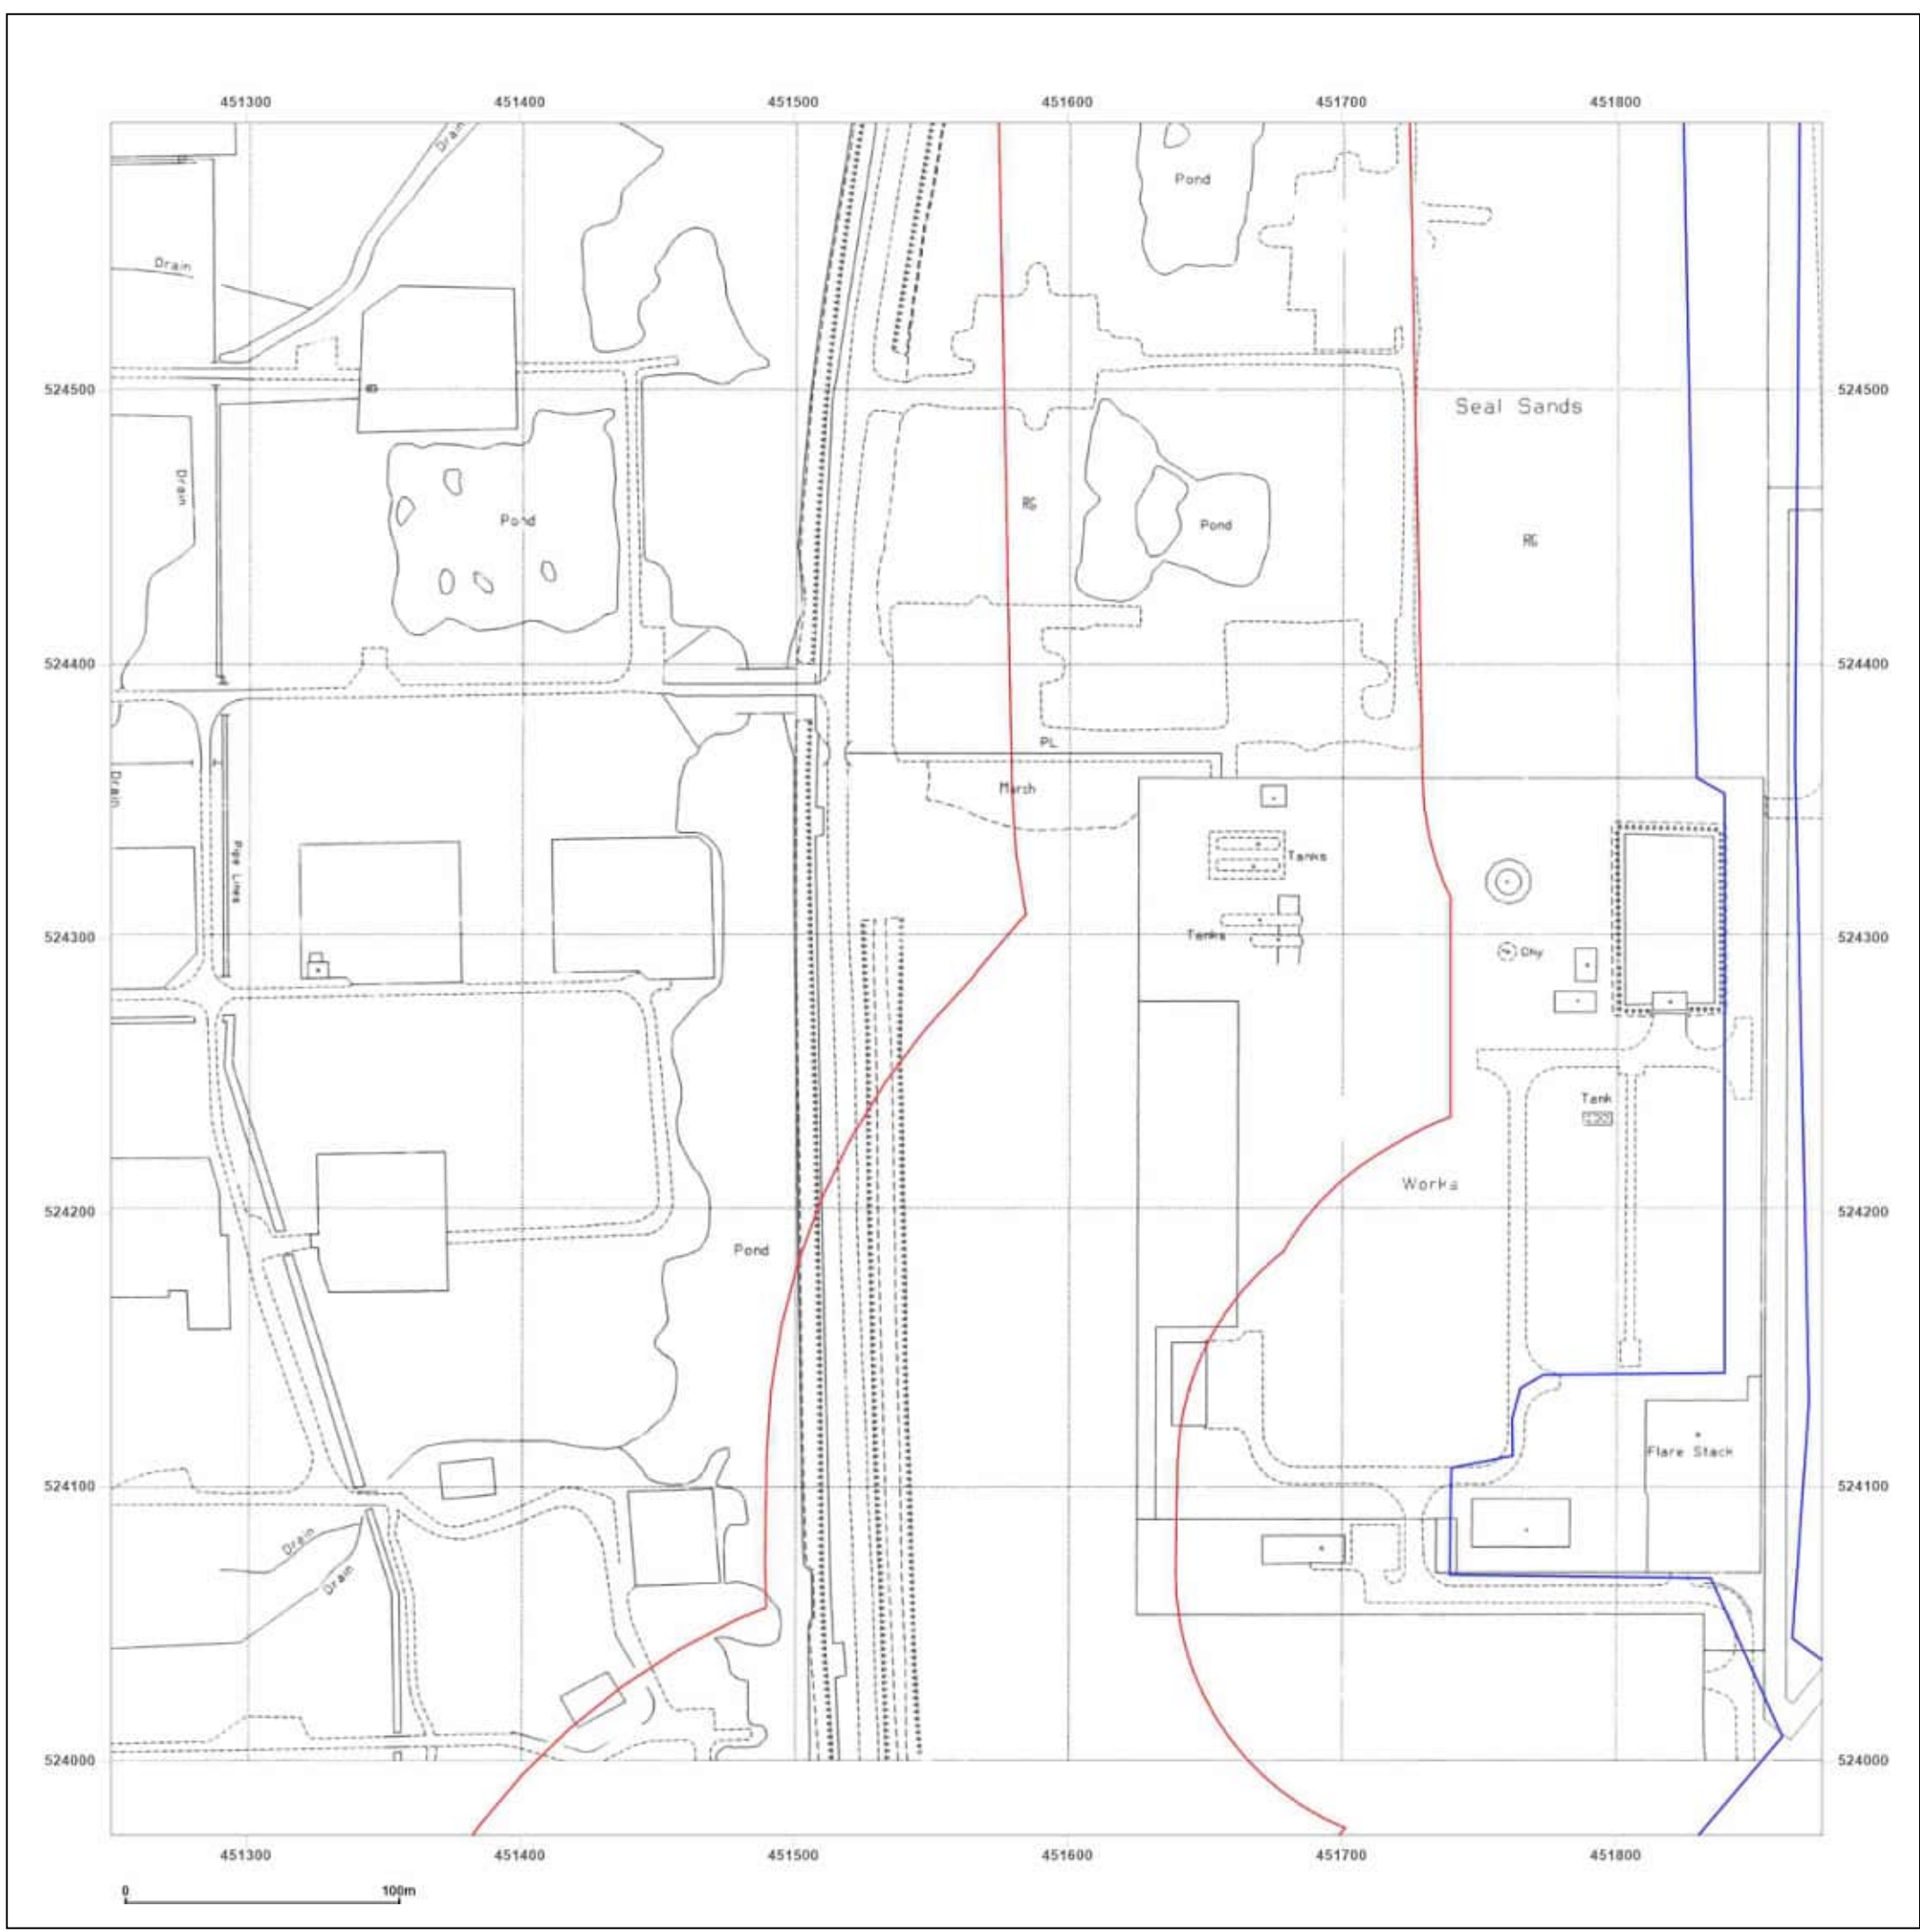 451300 451400 451500 451600 451700 451800
Drain
Pond
Drain
524500 524500
Seal Sands
Drain
RG
Pond
Pond
RG
524400 524400
PL
Drain
Marsh
Pipe Lines
Tanks
524300 Tanks 524300
Chy
Tank
Works
524200 524200
Pond
Flare Stack
524100 524100
Drain
Drain
524000 524000
451300 451400 451500 451600 451700 451800
0 100m